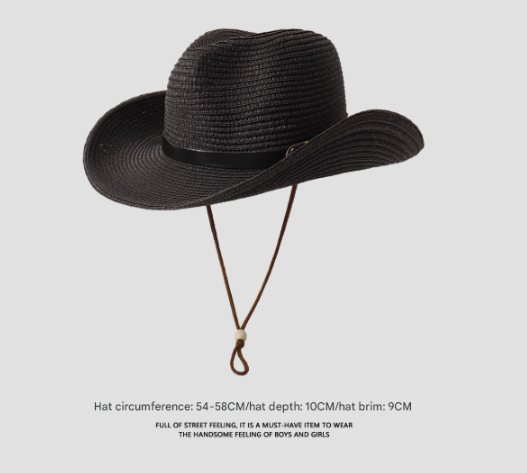 Hat circumference: 54-58CM/hat depth: 10CM/hat brim: 9CM
FULL OF STREET FEELING, IT IS A MUST-HAVE ITEM TO WEAR
THE HANDSOME FEELING OF BOYS AND GIRLS